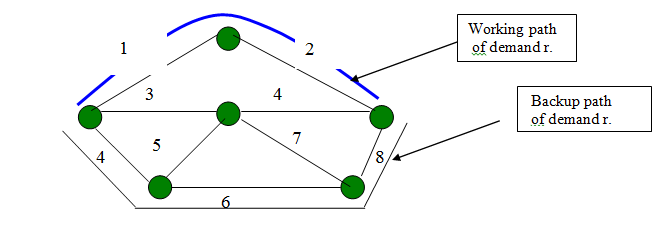 Working path
of demand r.
1
2
3
4
Backup path
of demand r.
5
7
4
8
6